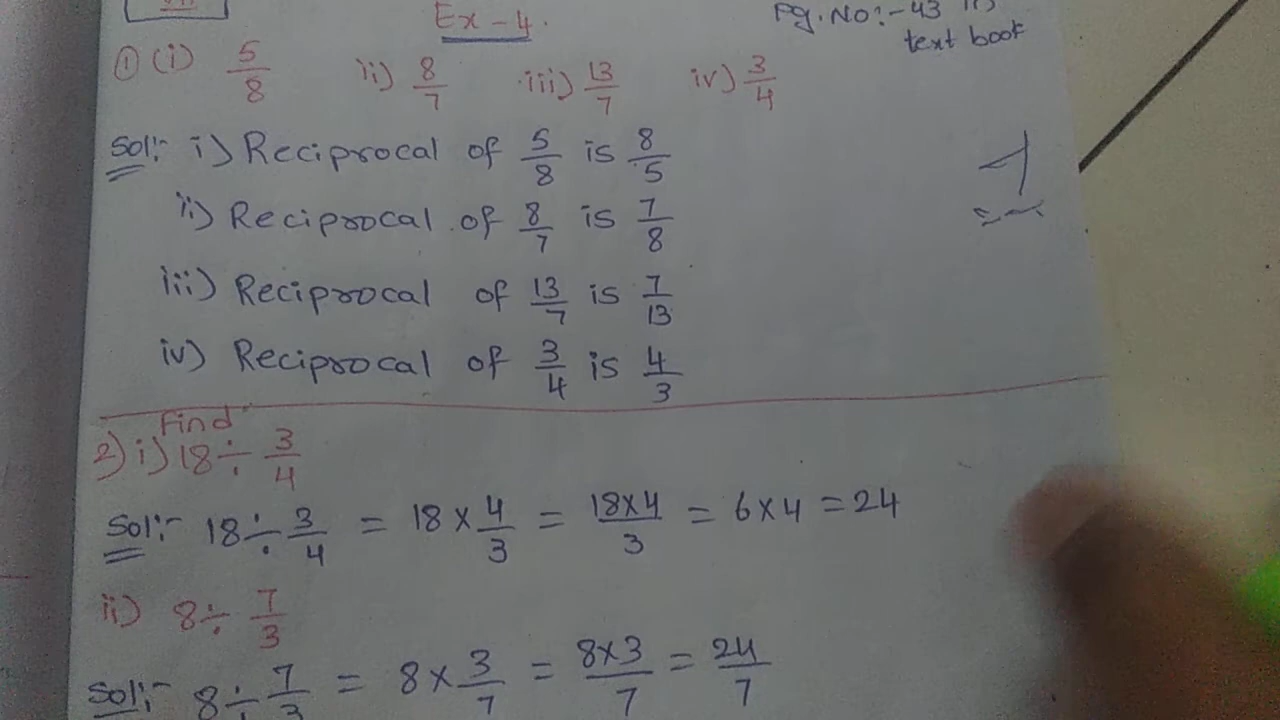 Ex-4.
Pg.No:-43 in
text book
① (i) 5/8 ii) 8/7 iii) 13/7 iv) 3/4
Sol:- i) Reciprocal of 5/8 is 8/5
ii) Reciprocal of 8/7 is 7/8
iii) Reciprocal of 13/7 is 7/13
iv) Reciprocal of 3/4 is 4/3
1
Find
2) i) 18 ÷ 3/4
Sol:- 18 ÷ 3/4 = 18 × 4/3 = 18×4/3 = 6×4 = 24
ii) 8 ÷ 7/3
Sol:- 8 ÷ 7/3 = 8 × 3/7 = 8×3/7 = 24/7